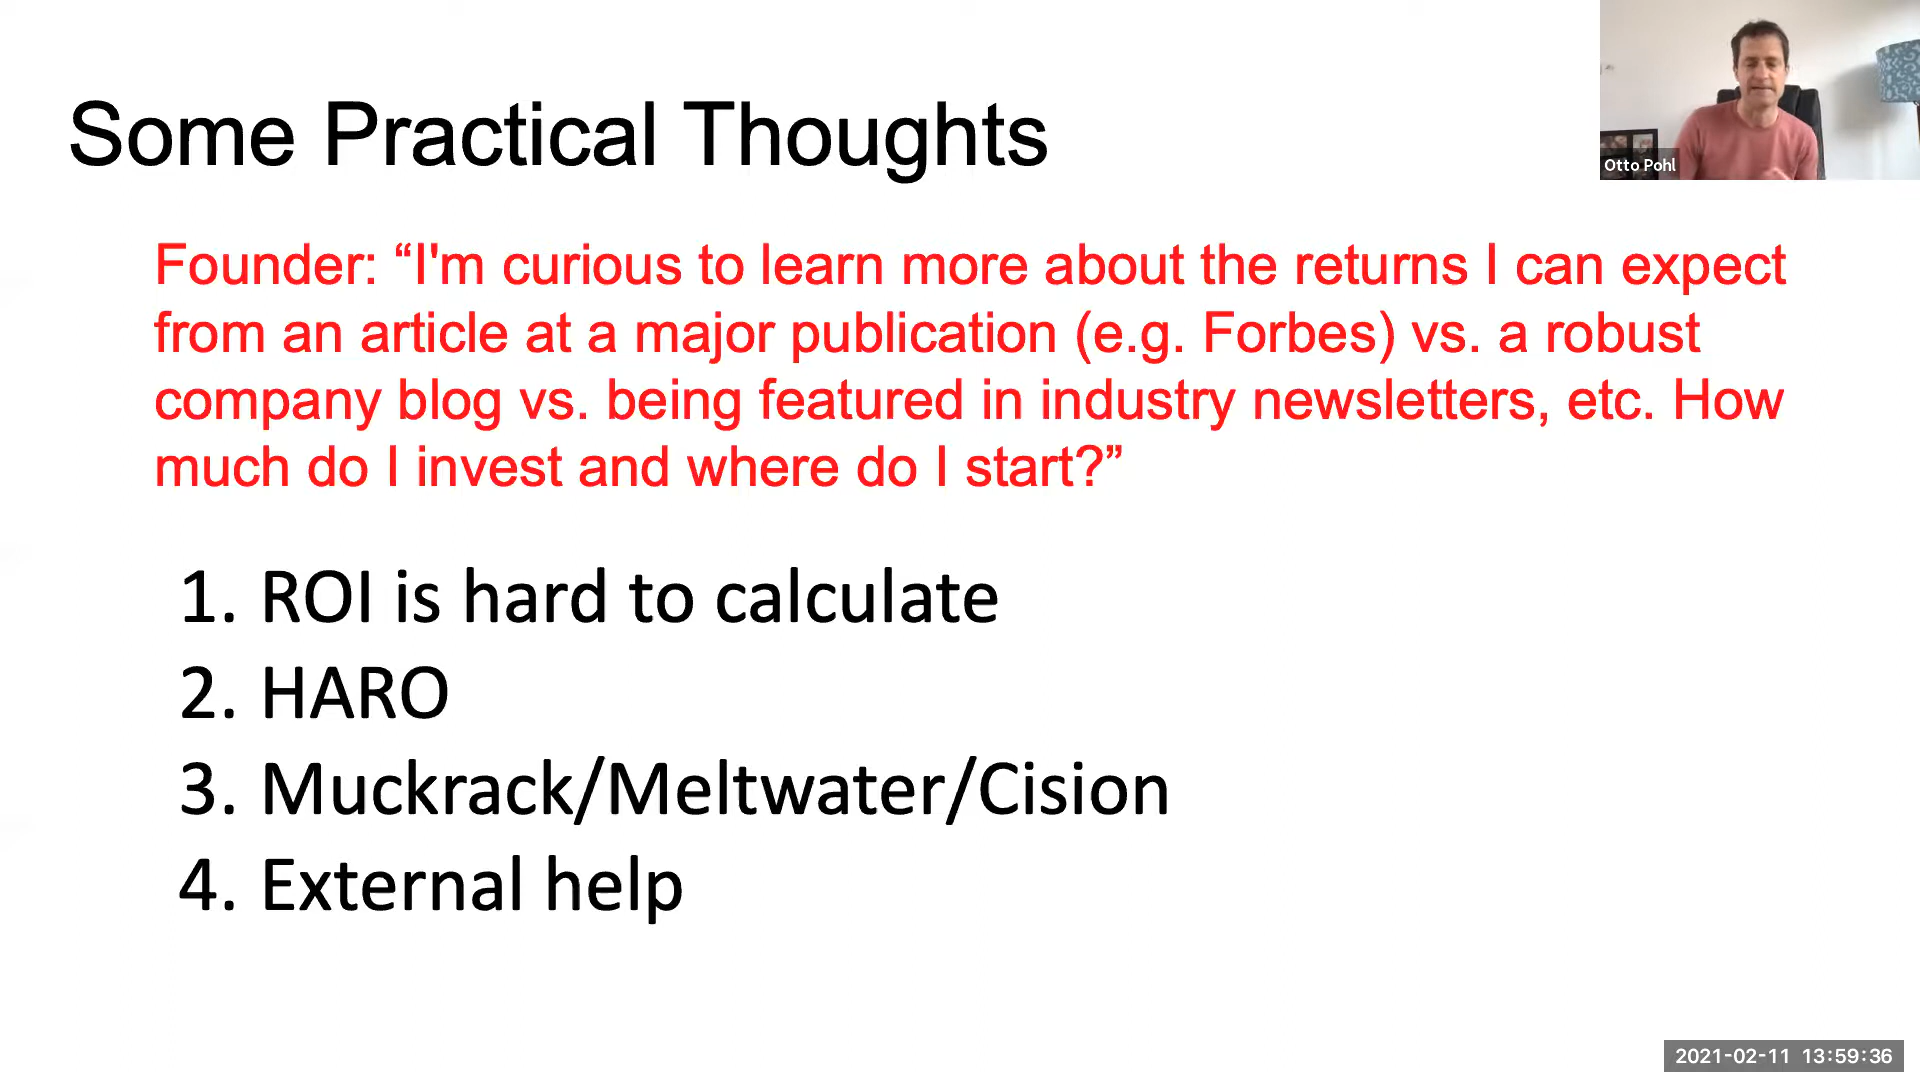 Some Practical Thoughts
Otto Pohl
Founder: “I'm curious to learn more about the returns I can expect
from an article at a major publication (e.g. Forbes) vs. a robust
company blog vs. being featured in industry newsletters, etc. How
much do I invest and where do I start?”
1. ROI is hard to calculate
2. HARO
3. Muckrack/Meltwater/Cision
4. External help
2021-02-11 13:59:36